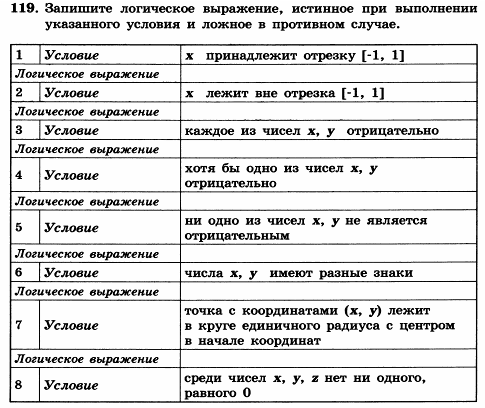 119. Запишите логическое выражение, истинное при выполнении
указанного условия и ложное в противном случае.
1 Условие x принадлежит отрезку [-1, 1]
Логическое выражение
2 Условие x лежит вне отрезка [-1, 1]
Логическое выражение
3 Условие каждое из чисел x, y отрицательно
Логическое выражение
4 Условие хотя бы одно из чисел x, y
отрицательно
Логическое выражение
5 Условие ни одно из чисел x, y не является
отрицательным
Логическое выражение
6 Условие числа x, y имеют разные знаки
Логическое выражение
7 Условие точка с координатами (x, y) лежит
в круге единичного радиуса с центром
в начале координат
Логическое выражение
8 Условие среди чисел x, y, z нет ни одного,
равного 0